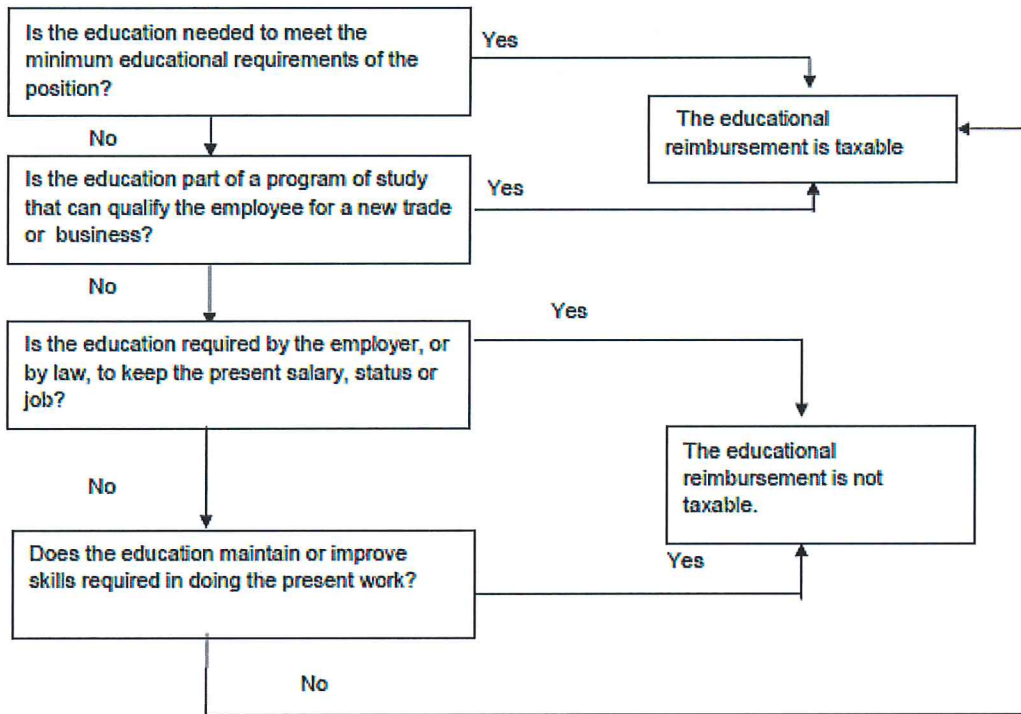 Is the education needed to meet the
minimum educational requirements of the
position?
Yes
The educational
reimbursement is taxable
No
Is the education part of a program of study
that can qualify the employee for a new trade
or business?
Yes
No
Is the education required by the employer, or
by law, to keep the present salary, status or
job?
Yes
The educational
reimbursement is not
taxable.
No
Does the education maintain or improve
skills required in doing the present work?
Yes
No